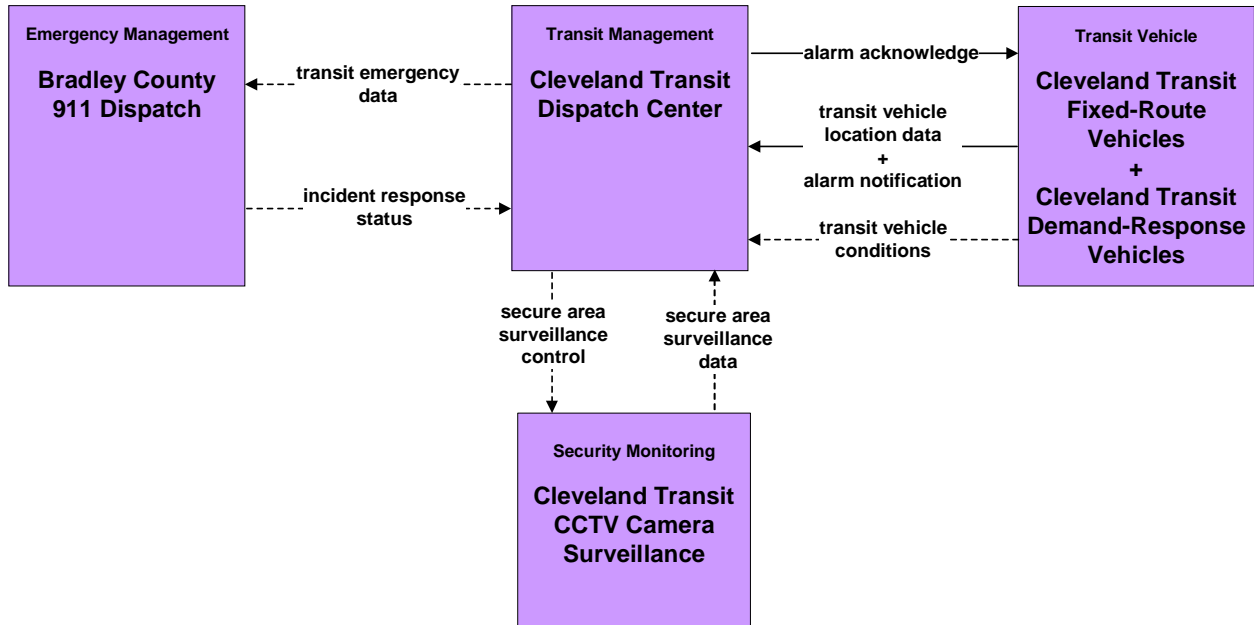 Emergency Management
Bradley County
911 Dispatch
transit emergency
data
incident response
status
Transit Management
Cleveland Transit
Dispatch Center
alarm acknowledge
transit vehicle
location data
+
alarm notification
transit vehicle
conditions
Transit Vehicle
Cleveland Transit
Fixed-Route
Vehicles
+
Cleveland Transit
Demand-Response
Vehicles
secure area
surveillance
control
secure area
surveillance
data
Security Monitoring
Cleveland Transit
CCTV Camera
Surveillance